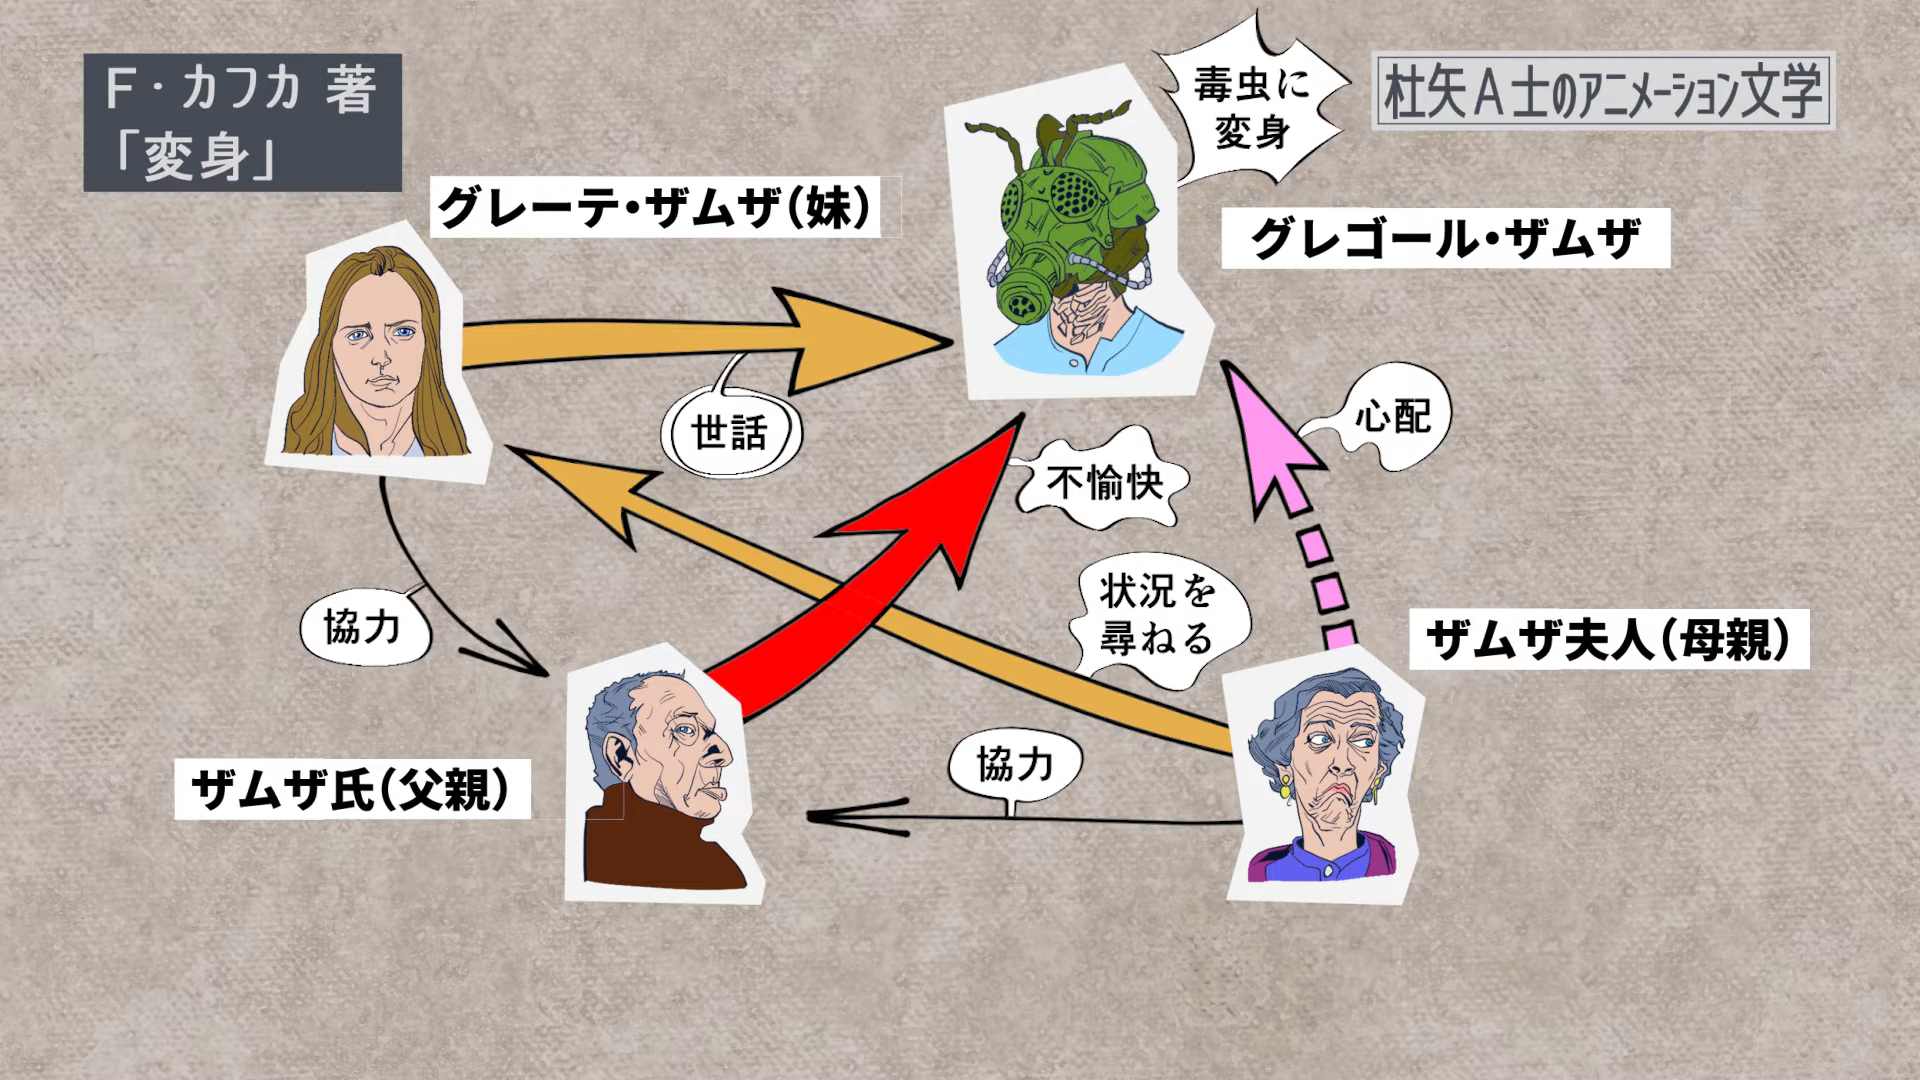 F・カフカ 著
「変身」
杜矢A士のアニメーション文学
毒虫に
変身
グレーテ・ザムザ(妹)
グレゴール・ザムザ
世話
心配
不愉快
状況を
尋ねる
協力
ザムザ夫人(母親)
協力
ザムザ氏(父親)